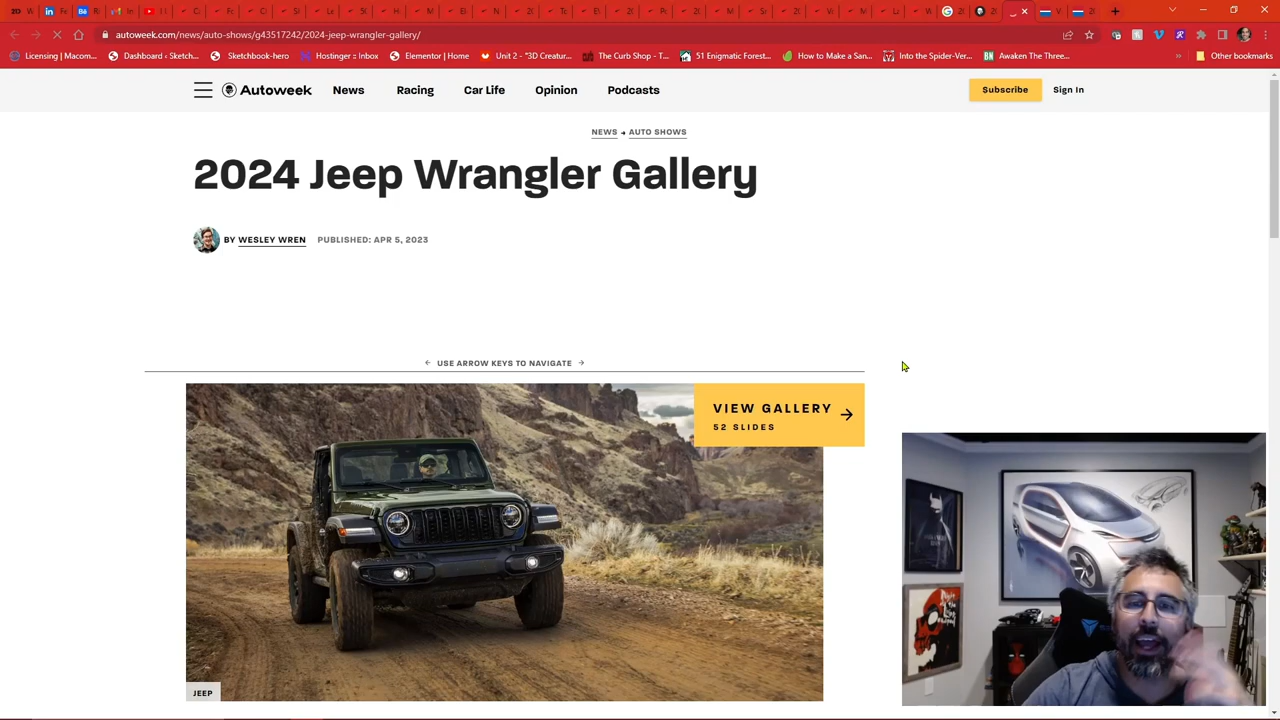 autoweek.com/news/auto-shows/g43517242/2024-jeep-wrangler-gallery/
Licensing | Macom...
Dashboard ‹ Sketch...
Sketchbook-hero
Hostinger :: Inbox
Elementor | Home
Unit 2 - "3D Creatur...
The Curb Shop - T...
51 Enigmatic Forest...
How to Make a San...
Into the Spider-Ver...
Awaken The Three...
Other bookmarks
Autoweek
News
Racing
Car Life
Opinion
Podcasts
Subscribe
Sign In
NEWS
AUTO SHOWS
2024 Jeep Wrangler Gallery
BY WESLEY WREN PUBLISHED: APR 5, 2023
USE ARROW KEYS TO NAVIGATE
VIEW GALLERY
52 SLIDES
JEEP